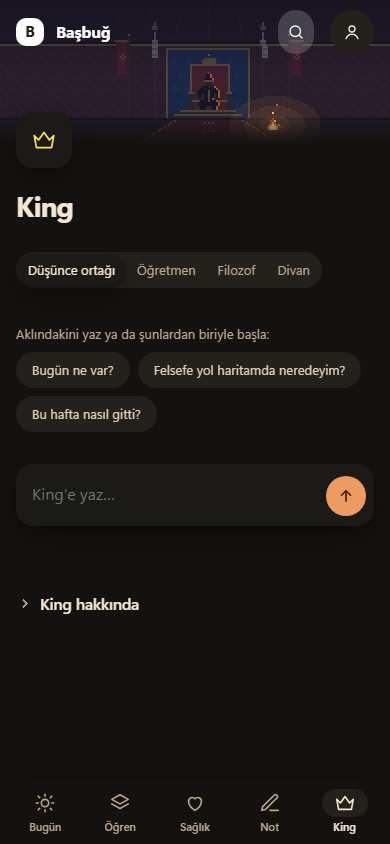 B Başbuğ
King
Düşünce ortağı Öğretmen Filozof Divan
Aklındakini yaz ya da şunlardan biriyle başla:
Bugün ne var? Felsefe yol haritamda neredeyim?
Bu hafta nasıl gitti?
King'e yaz...
King hakkında
Bugün Öğren Sağlık Not King